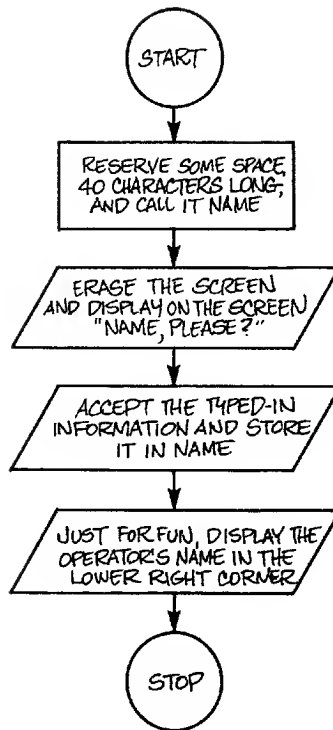 START
RESERVE SOME SPACE,
40 CHARACTERS LONG,
AND CALL IT NAME
ERASE THE SCREEN
AND DISPLAY ON THE SCREEN
"NAME, PLEASE?"
ACCEPT THE TYPED-IN
INFORMATION AND STORE
IT IN NAME
JUST FOR FUN, DISPLAY THE
OPERATOR'S NAME IN THE
LOWER RIGHT CORNER
STOP